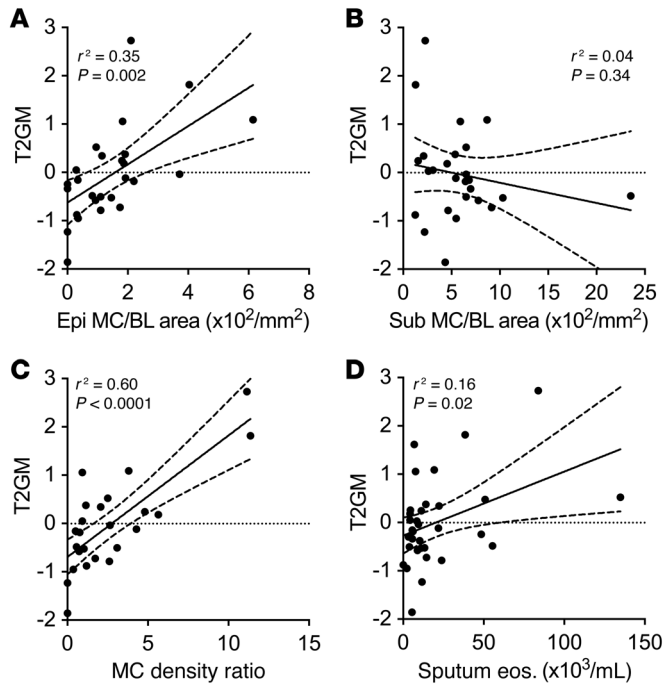 A
r² = 0.35
P = 0.002
T2GM
3
2
1
0
-1
-2
0 2 4 6 8
Epi MC/BL area (x10²/mm²)
B
r² = 0.04
P = 0.34
T2GM
3
2
1
0
-1
-2
0 5 10 15 20 25
Sub MC/BL area (x10²/mm²)
C
r² = 0.60
P < 0.0001
T2GM
3
2
1
0
-1
-2
0 5 10 15
MC density ratio
D
r² = 0.16
P = 0.02
T2GM
3
2
1
0
-1
-2
0 50 100 150
Sputum eos. (x10³/mL)